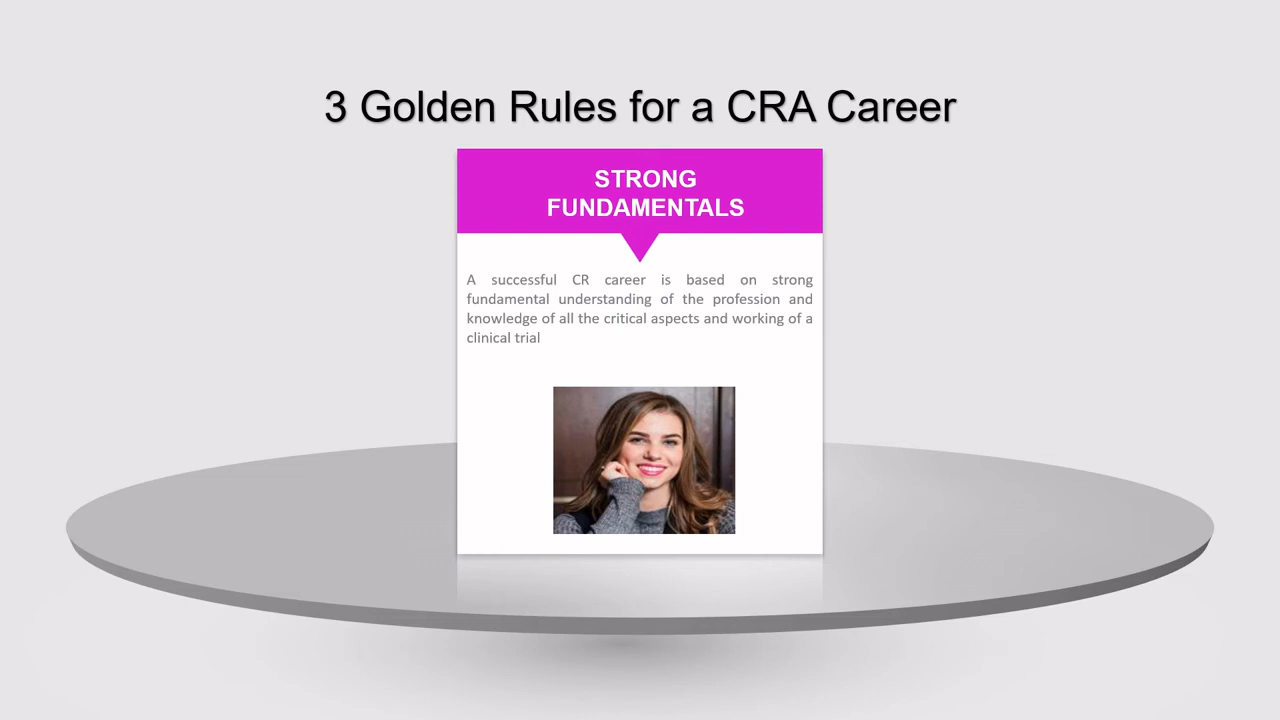 3 Golden Rules for a CRA Career
STRONG
FUNDAMENTALS
A successful CR career is based on strong
fundamental understanding of the profession and
knowledge of all the critical aspects and working of a
clinical trial